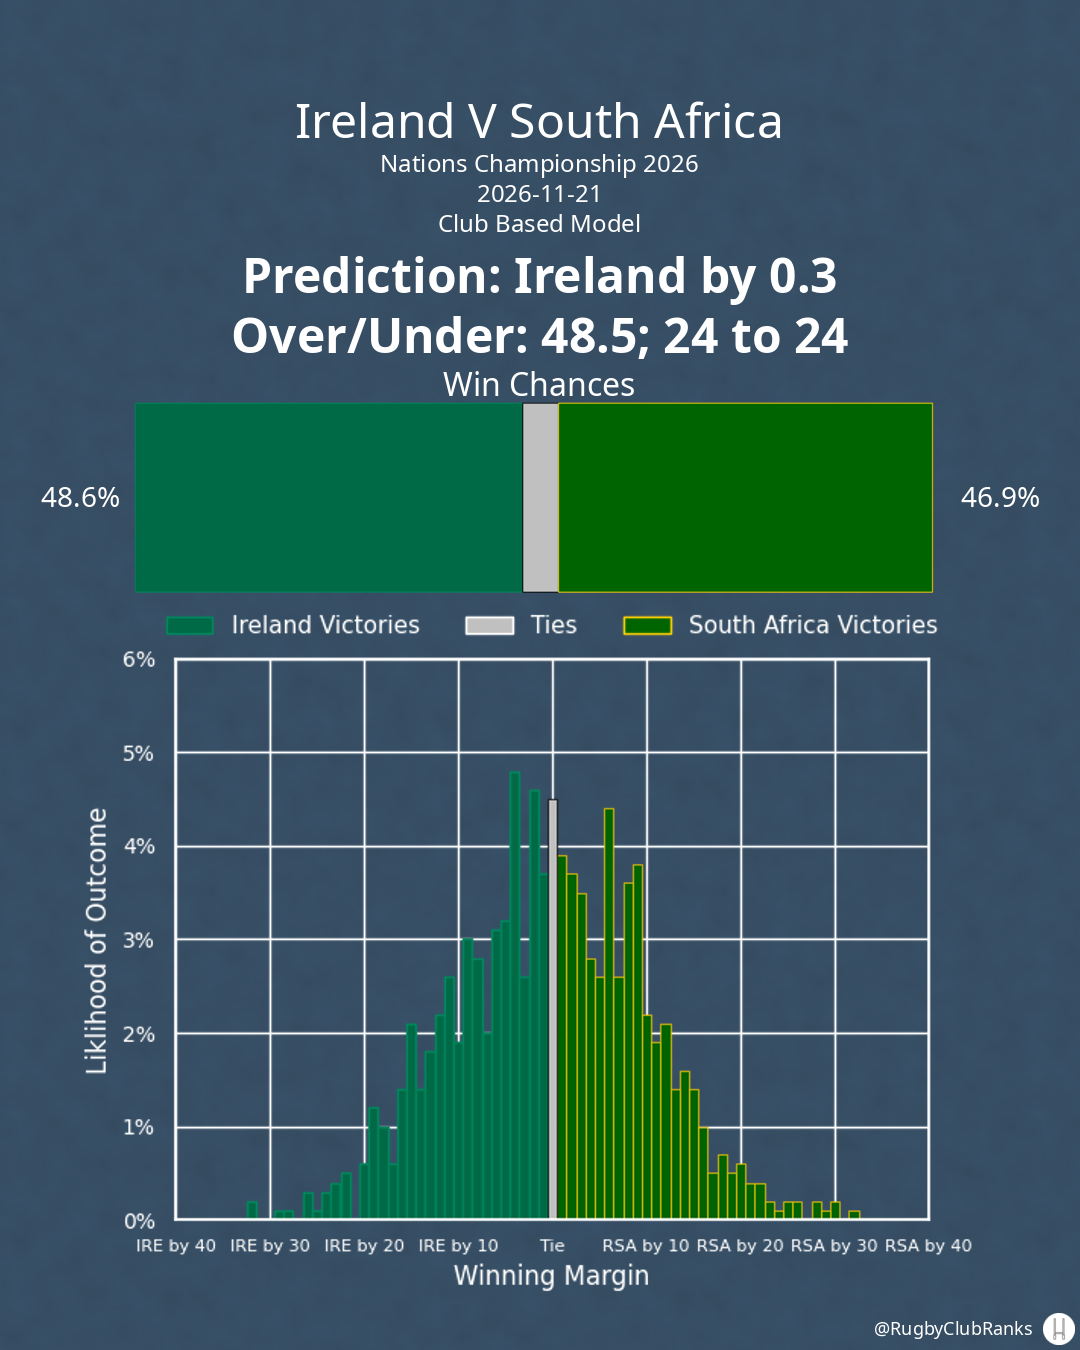 Ireland V South Africa
Nations Championship 2026
2026-11-21
Club Based Model
Prediction: Ireland by 0.3
Over/Under: 48.5; 24 to 24
Win Chances
48.6%
46.9%
Ireland Victories
Ties
South Africa Victories
6%
5%
4%
3%
2%
1%
0%
Liklihood of Outcome
IRE by 40 IRE by 30 IRE by 20 IRE by 10 Tie RSA by 10 RSA by 20 RSA by 30 RSA by 40
Winning Margin
@RugbyClubRanks